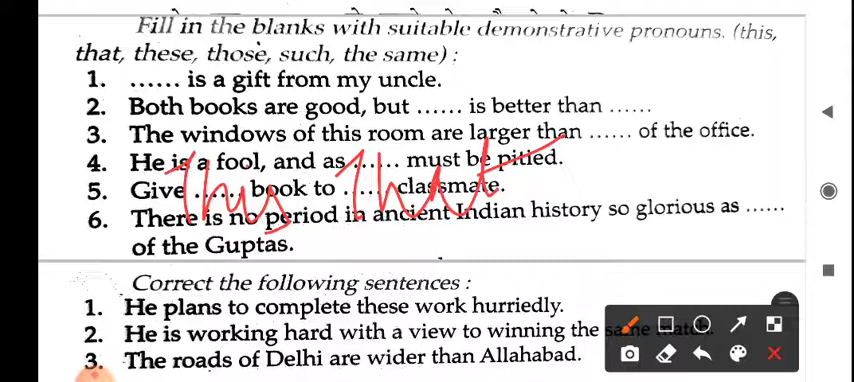 Fill in the blanks with suitable demonstrative pronouns. (this,
that, these, those, such, the same) :
1. ...... is a gift from my uncle.
2. Both books are good, but ...... is better than ......
3. The windows of this room are larger than ...... of the office.
4. He is a fool, and as ...... must be pitied.
5. Give ...... book to ...... classmate.
This That
6. There is no period in ancient Indian history so glorious as ......
of the Guptas.
Correct the following sentences :
1. He plans to complete these work hurriedly.
2. He is working hard with a view to winning the same match.
3. The roads of Delhi are wider than Allahabad.